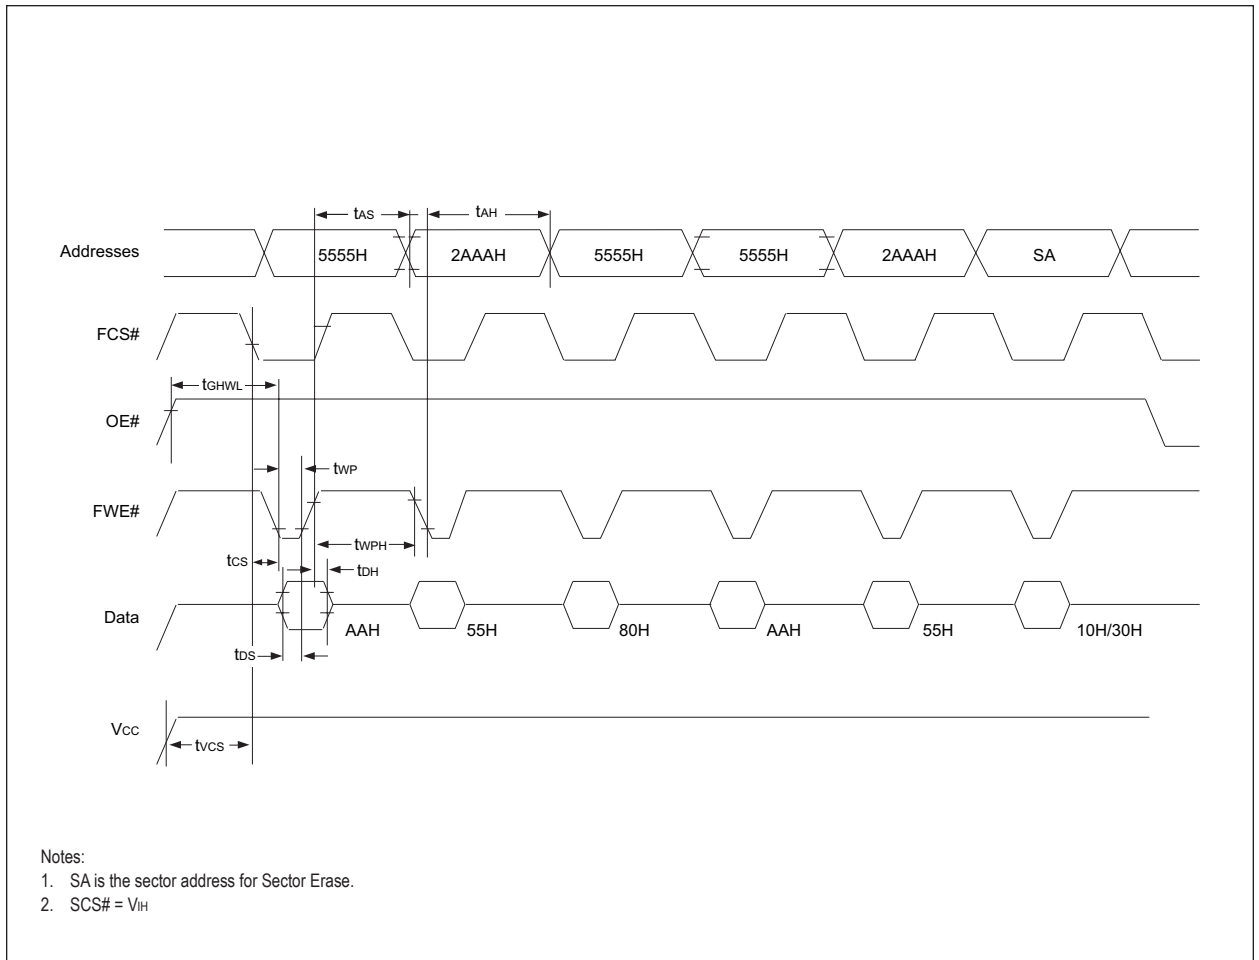 tAS
tAH
Addresses
5555H
2AAAH
5555H
5555H
2AAAH
SA
FCS#
tGHWL
OE#
tWP
FWE#
tWPH
tCS
tDH
Data
AAH
55H
80H
AAH
55H
10H/30H
tDS
VCC
tVCS
Notes:
1. SA is the sector address for Sector Erase.
2. SCS# = VIH